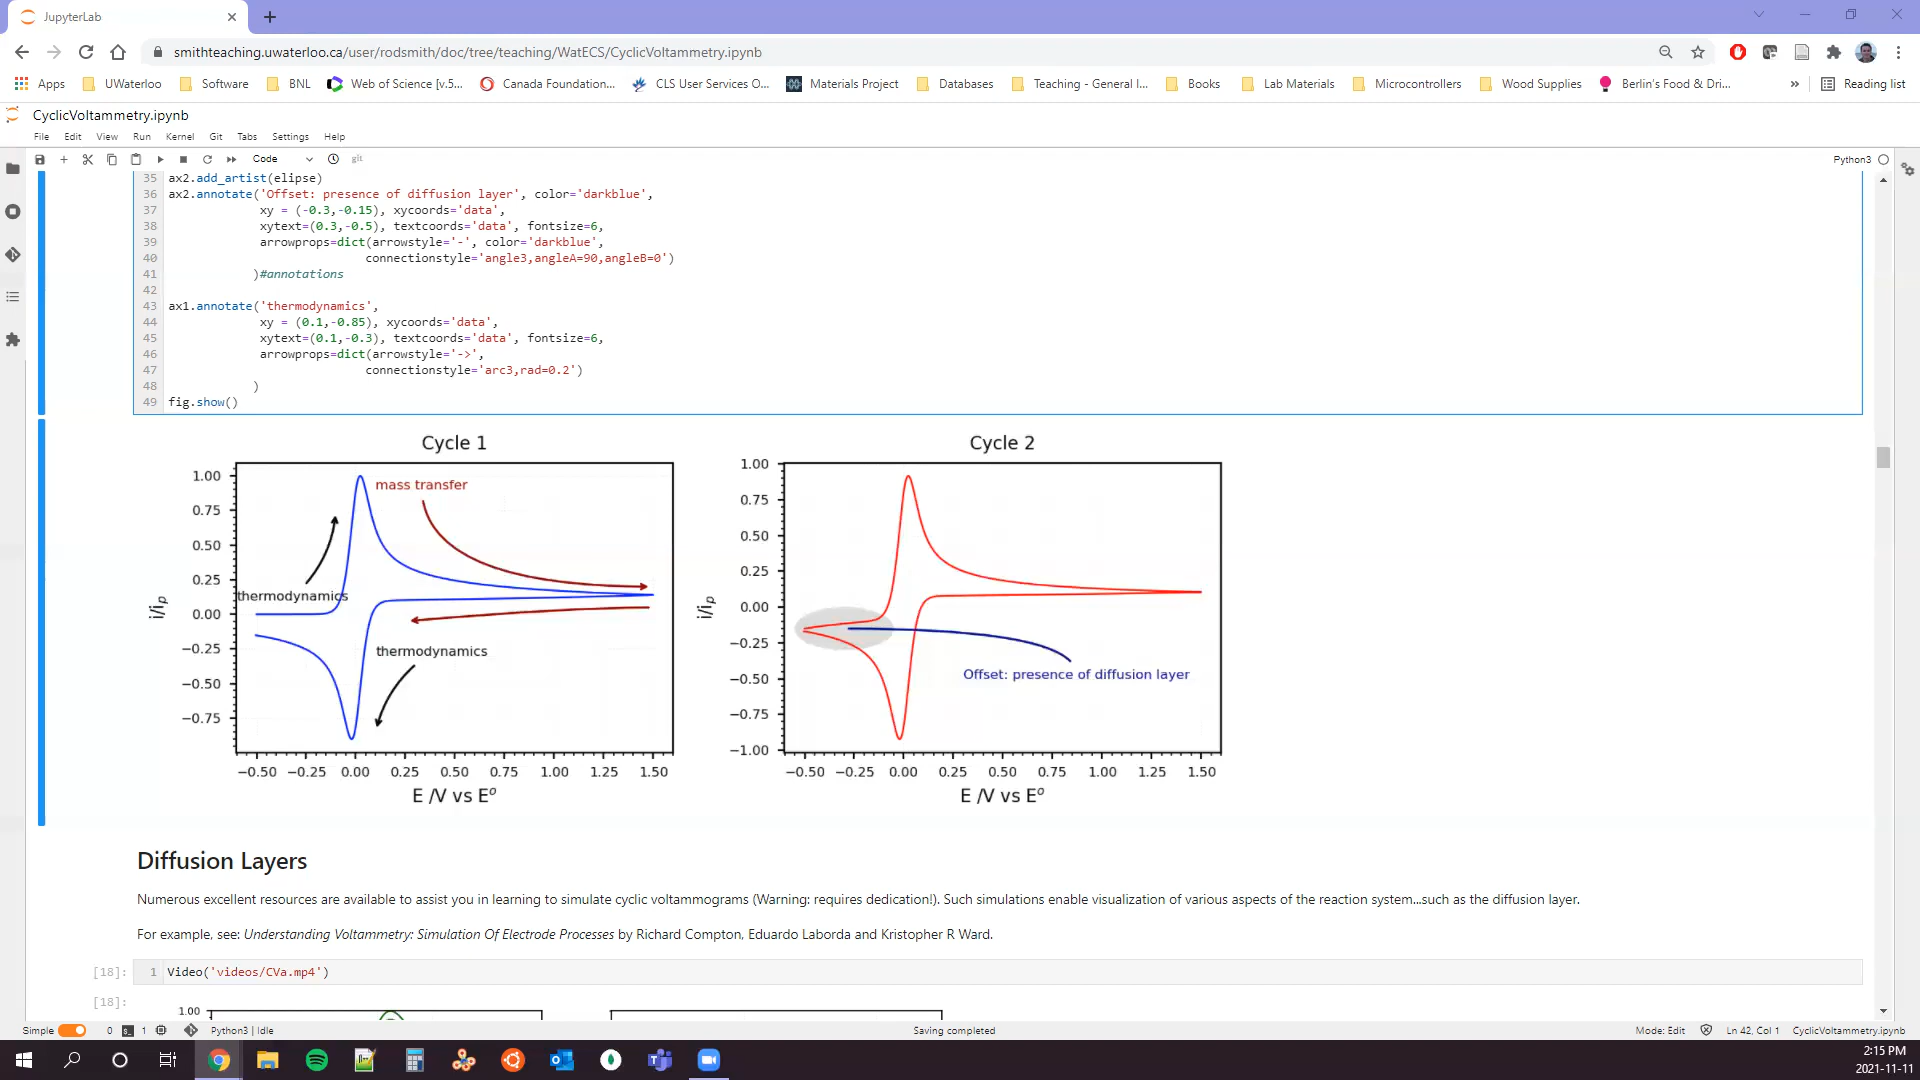 JupyterLab
smithteaching.uwaterloo.ca/user/rodsmith/doc/tree/teaching/WatECS/CyclicVoltammetry.ipynb
Apps UWaterloo Software BNL Web of Science [v.5... Canada Foundation... CLS User Services O... Materials Project Databases Teaching - General I... Books Lab Materials Microcontrollers Wood Supplies Berlin's Food & Dri... » Reading list
CyclicVoltammetry.ipynb
File Edit View Run Kernel Git Tabs Settings Help
Code git Python3
35 ax2.add_artist(elipse)
36 ax2.annotate('Offset: presence of diffusion layer', color='darkblue',
37 xy = (-0.3,-0.15), xycoords='data',
38 xytext=(0.3,-0.5), textcoords='data', fontsize=6,
39 arrowprops=dict(arrowstyle='-', color='darkblue',
40 connectionstyle='angle3,angleA=90,angleB=0')
41 )#annotations
42
43 ax1.annotate('thermodynamics',
44 xy = (0.1,-0.85), xycoords='data',
45 xytext=(0.1,-0.3), textcoords='data', fontsize=6,
46 arrowprops=dict(arrowstyle='->',
47 connectionstyle='arc3,rad=0.2')
48 )
49 fig.show()
Cycle 1
1.00
0.75
0.50
0.25
0.00
−0.25
−0.50
−0.75
i/ip
mass transfer
thermodynamics
thermodynamics
−0.50 −0.25 0.00 0.25 0.50 0.75 1.00 1.25 1.50
E /V vs Eo
Cycle 2
1.00
0.75
0.50
0.25
0.00
−0.25
−0.50
−0.75
−1.00
i/ip
Offset: presence of diffusion layer
−0.50 −0.25 0.00 0.25 0.50 0.75 1.00 1.25 1.50
E /V vs Eo
Diffusion Layers
Numerous excellent resources are available to assist you in learning to simulate cyclic voltammograms (Warning: requires dedication!). Such simulations enable visualization of various aspects of the reaction system...such as the diffusion layer.
For example, see: Understanding Voltammetry: Simulation Of Electrode Processes by Richard Compton, Eduardo Laborda and Kristopher R Ward.
[18]: 1 Video('videos/CVa.mp4')
[18]:
1.00
Simple 0 1 Python3 | Idle Saving completed Mode: Edit Ln 42, Col 1 CyclicVoltammetry.ipynb
2:15 PM
2021-11-11